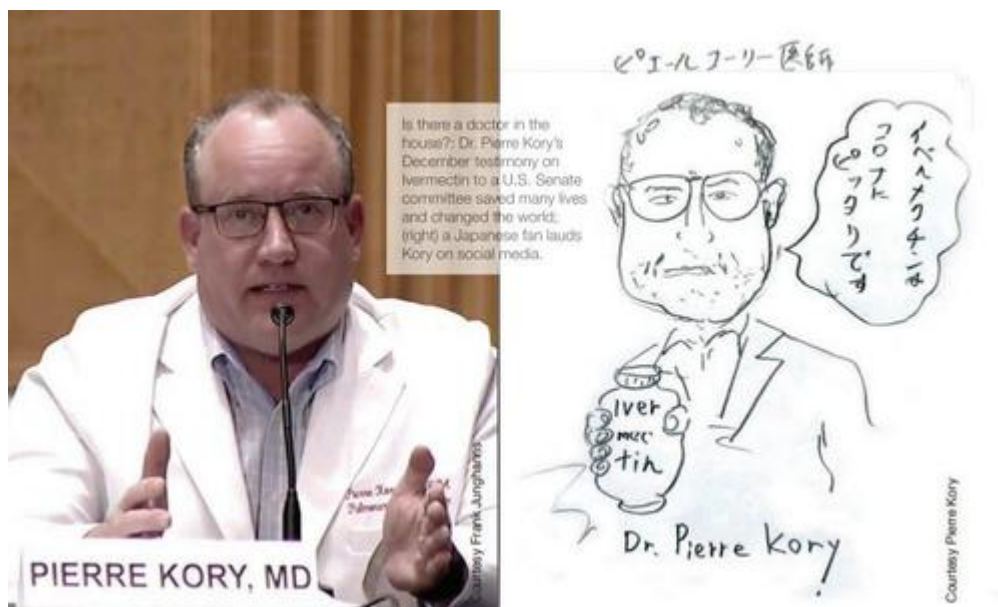 Is there a doctor in the
house?: Dr. Pierre Kory's
December testimony on
Ivermectin to a U.S. Senate
committee saved many lives
and changed the world;
(right) a Japanese fan lauds
Kory on social media.
PIERRE KORY, MD
Courtesy Frank Junghanns
ピエールコーリー医師
イベルメクチンは
コロナに
ピッタリです
Iver
mec
tin
Dr. Pierre Kory
Courtesy Pierre Kory